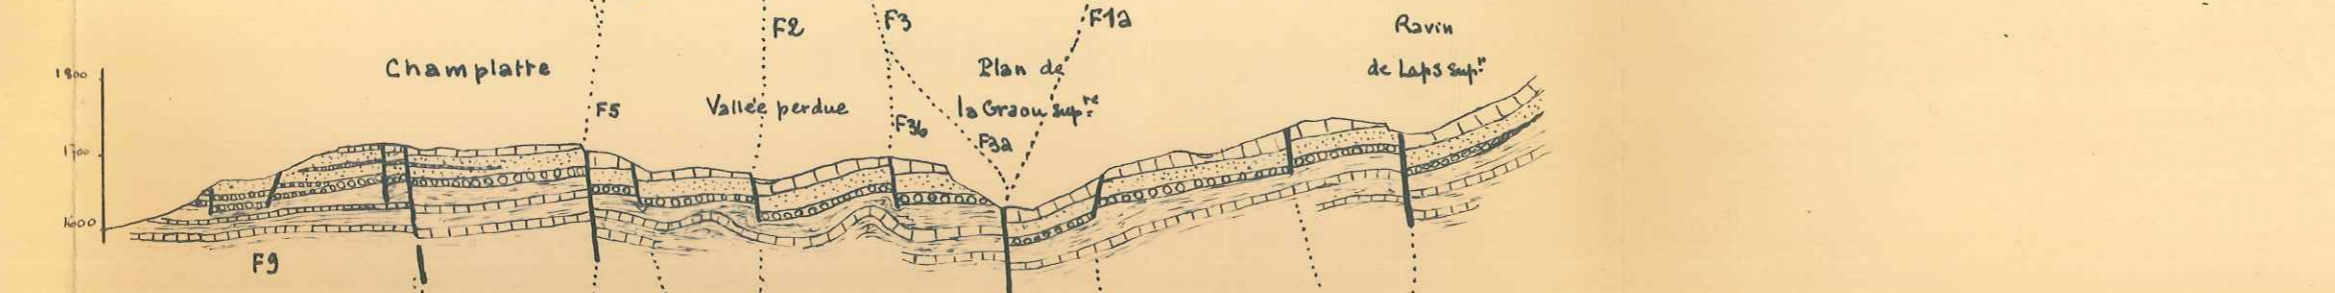 F2
F3
F1a
Ravin
de Laps supr
1800
Champlatte
Plan de
la Graou supre
F5
Vallée perdue
F3b
F3a
1700
1600
F9